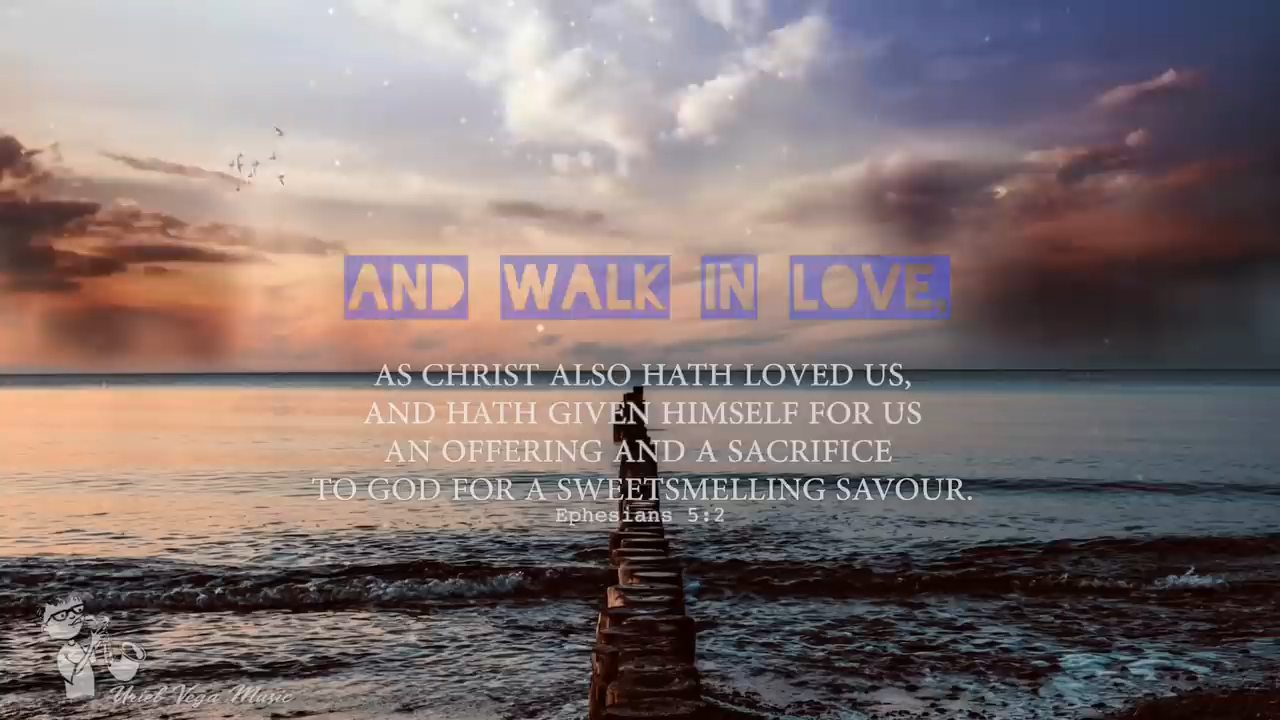 AND WALK IN LOVE,
AS CHRIST ALSO HATH LOVED US,
AND HATH GIVEN HIMSELF FOR US
AN OFFERING AND A SACRIFICE
TO GOD FOR A SWEETSMELLING SAVOUR.
Ephesians 5:2
Uriel Vega Music